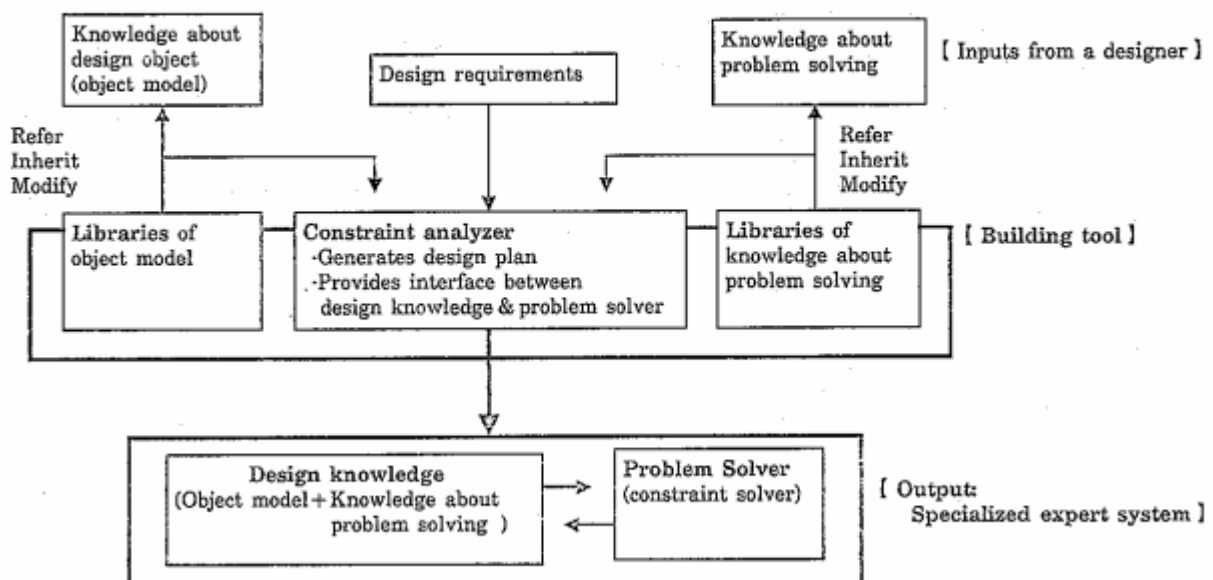 Knowledge about
design object
(object model)
Design requirements
Knowledge about
problem solving
[ Inputs from a designer ]
Refer
Inherit
Modify
Refer
Inherit
Modify
Libraries of
object model
Constraint analyzer
·Generates design plan
·Provides interface between
design knowledge & problem solver
Libraries of
knowledge about
problem solving
[ Building tool ]
Design knowledge
(Object model+Knowledge about
problem solving )
Problem Solver
(constraint solver)
[ Output:
Specialized expert system ]